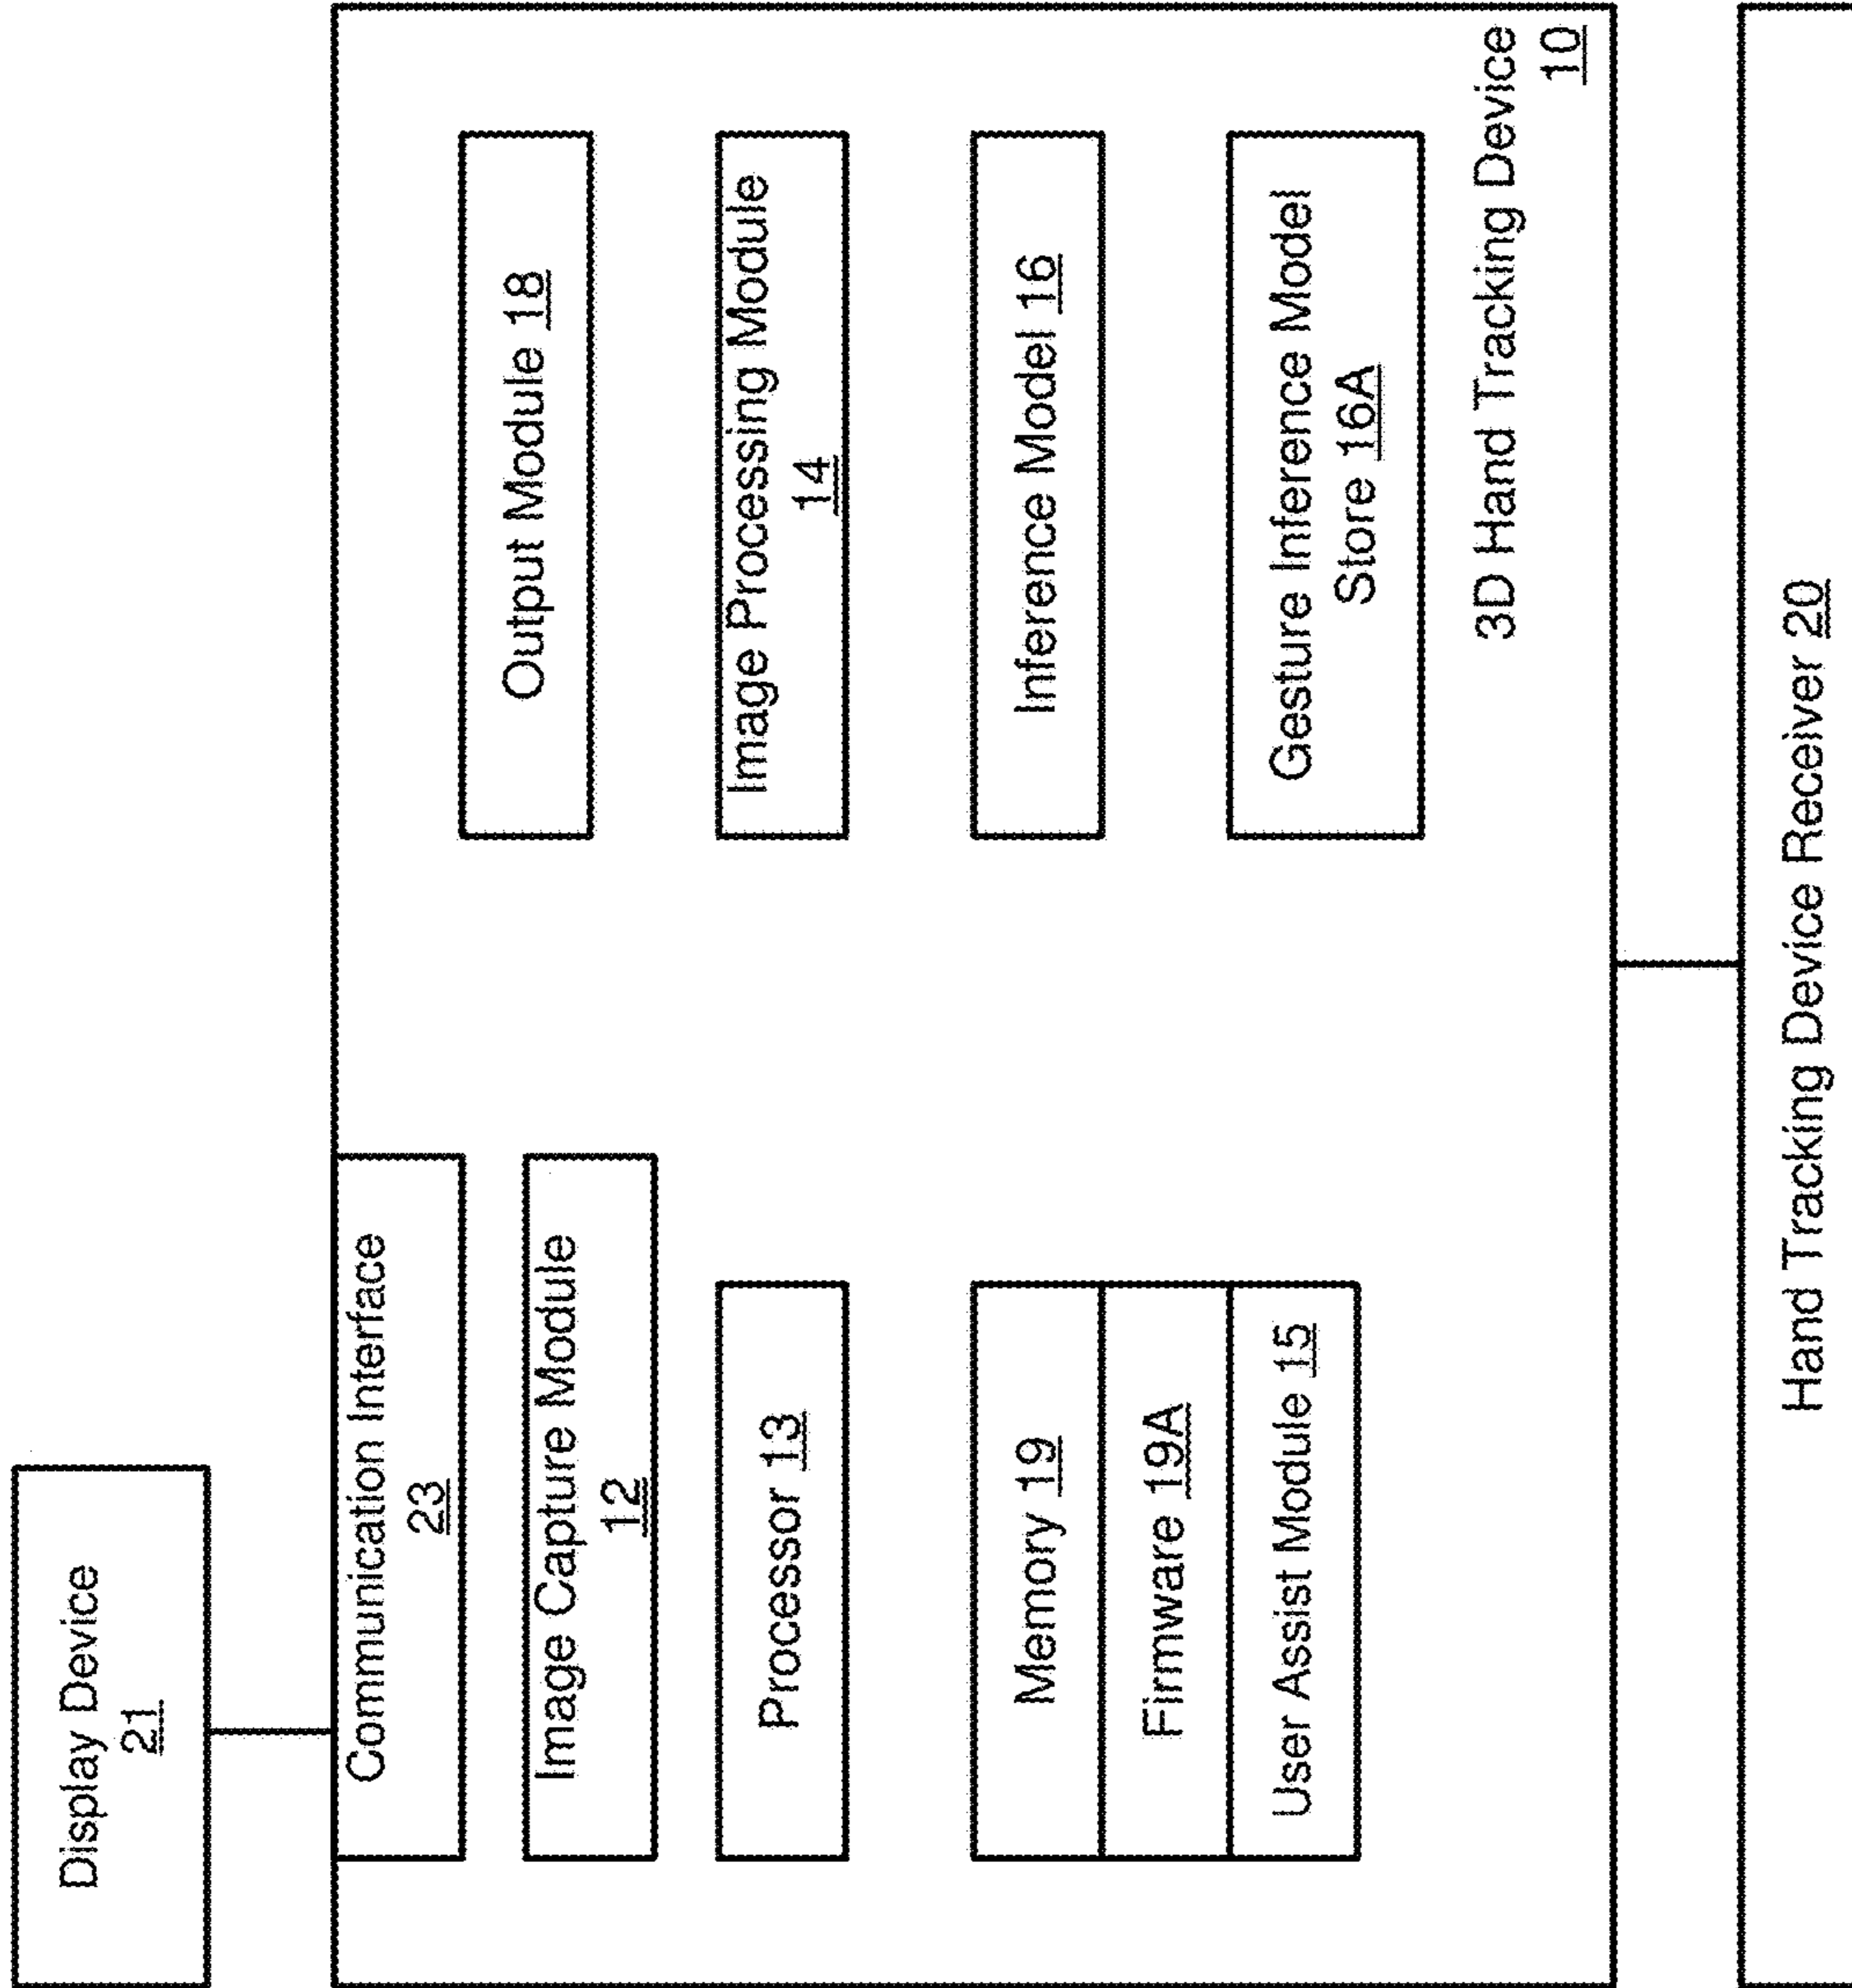 Display Device
21
Communication Interface
23
Image Capture Module
12
Processor 13
Memory 19
Firmware 19A
User Assist Module 15
Output Module 18
Image Processing Module
14
Inference Model 16
Gesture Inference Model
Store 16A
3D Hand Tracking Device
10
Hand Tracking Device Receiver 20